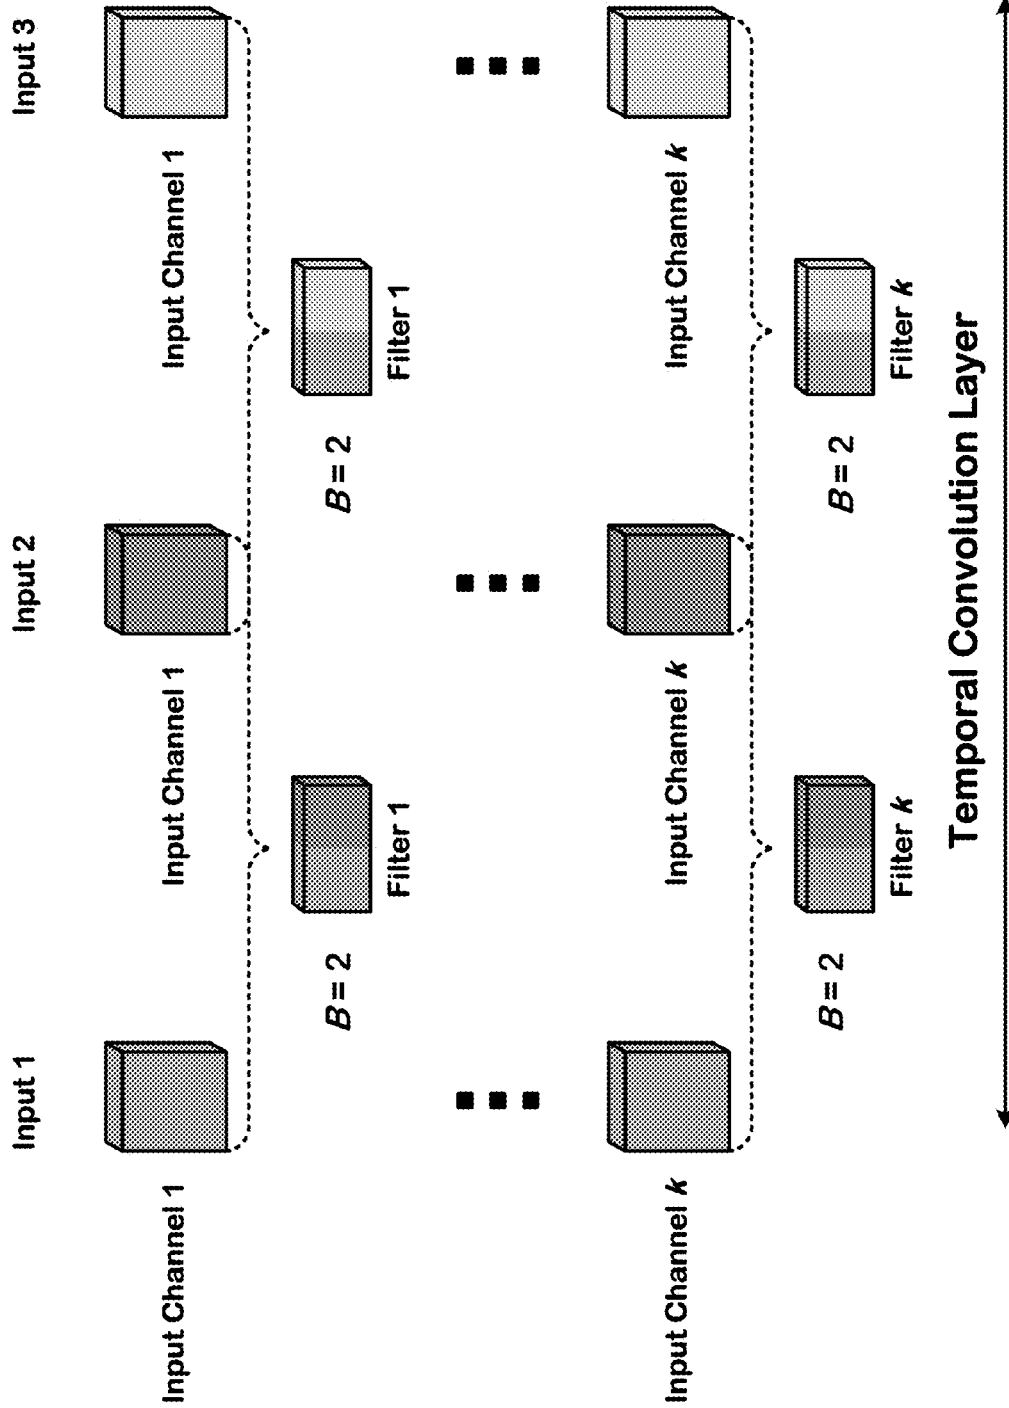 Input 1
Input 2
Input 3
Input Channel 1
Input Channel 1
Input Channel 1
B = 2
B = 2
Filter 1
Filter 1
Input Channel k
Input Channel k
Input Channel k
B = 2
B = 2
Filter k
Filter k
Temporal Convolution Layer